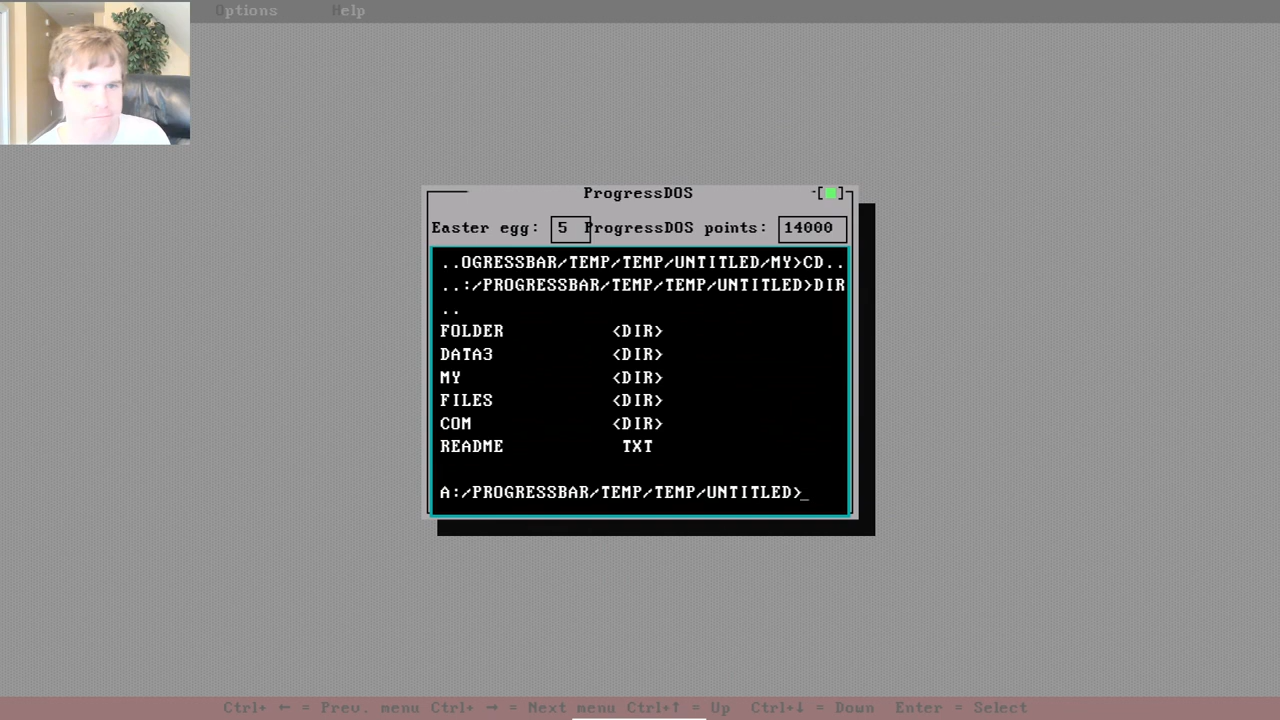 Options Help
ProgressDOS
Easter egg: 5 ProgressDOS points: 14000
..OGRESSBAR/TEMP/TEMP/UNTITLED/MY>CD..
..:/PROGRESSBAR/TEMP/TEMP/UNTITLED>DIR
..
FOLDER <DIR>
DATA3 <DIR>
MY <DIR>
FILES <DIR>
COM <DIR>
README TXT
A:/PROGRESSBAR/TEMP/TEMP/UNTITLED>_
Ctrl+ ← = Prev. menu Ctrl+ → = Next menu Ctrl+↑ = Up Ctrl+↓ = Down Enter = Select